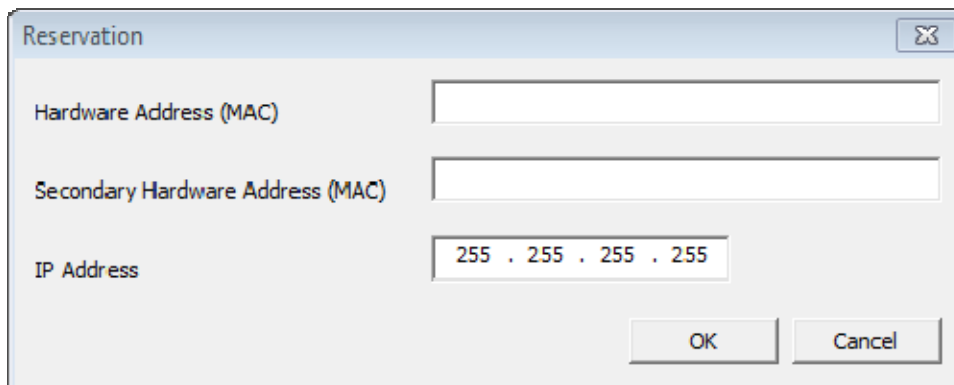 Reservation
Hardware Address (MAC)
Secondary Hardware Address (MAC)
IP Address
255 . 255 . 255 . 255
OK
Cancel